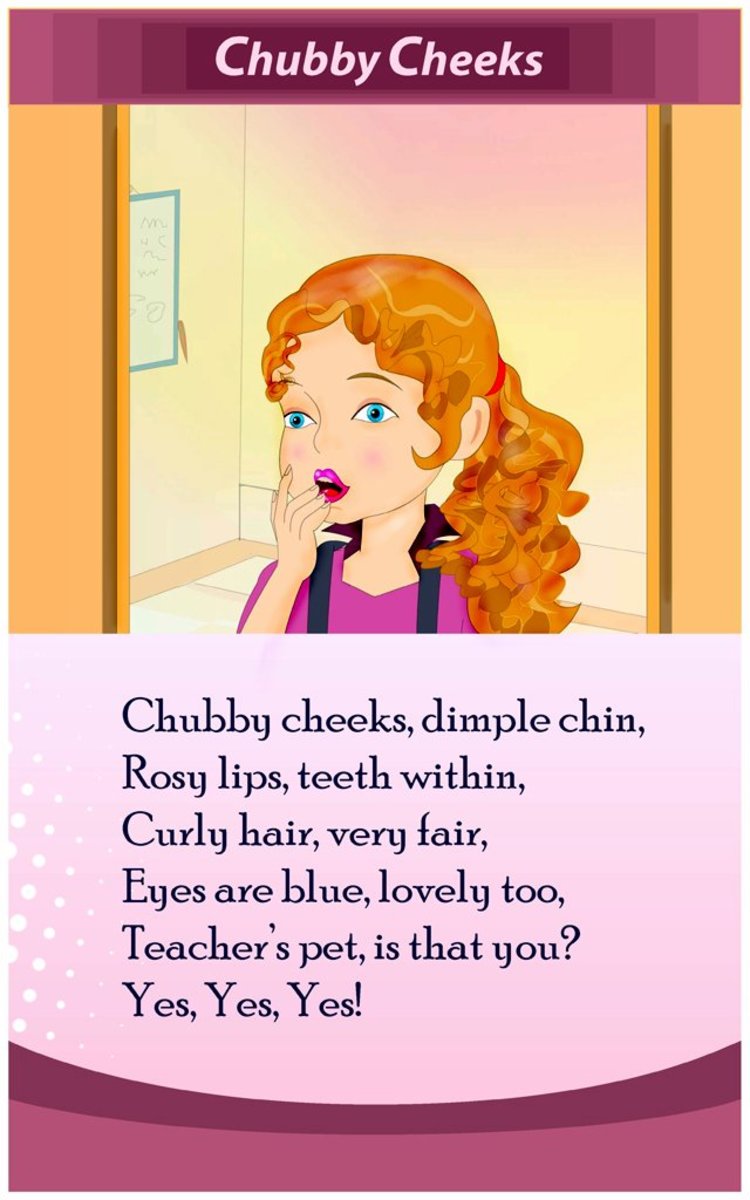 Chubby Cheeks
Chubby cheeks, dimple chin,
Rosy lips, teeth within,
Curly hair, very fair,
Eyes are blue, lovely too,
Teacher's pet, is that you?
Yes, Yes, Yes!